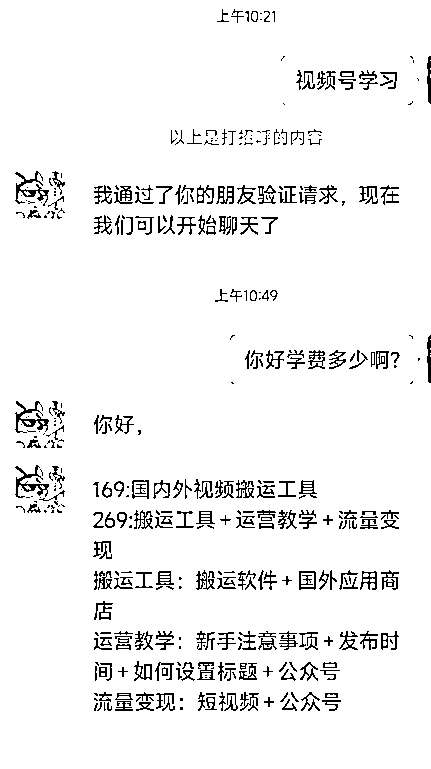 上午10:21
视频号学习
以上是打招呼的内容
我通过了你的朋友验证请求，现在
我们可以开始聊天了
上午10:49
你好学费多少啊?
你好，
169:国内外视频搬运工具
269:搬运工具+运营教学+流量变
现
搬运工具：搬运软件+国外应用商
店
运营教学：新手注意事项+发布时
间+如何设置标题+公众号
流量变现：短视频+公众号